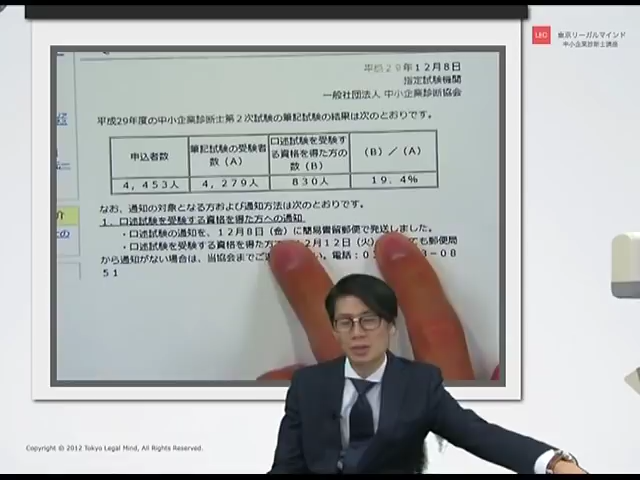 LEC 東京リーガルマインド
中小企業診断士講座
平成29年12月8日
指定試験機関
一般社団法人 中小企業診断協会
平成29年度の中小企業診断士第2次試験の筆記試験の結果は次のとおりです。
申込者数 筆記試験の受験者数（A） 口述試験を受験する資格を得た方の数（B） （B）／（A）
4,453人 4,279人 830人 19.4%
なお、通知の対象となる方および通知方法は次のとおりです。
1．口述試験を受験する資格を得た方への通知
・口述試験の通知を、12月8日（金）に簡易書留郵便で発送しました。
・口述試験を受験する資格を得た方 12月12日（火） ても郵便局
から通知がない場合は、当協会までご い。電話：0 3－08
51
Copyright © 2012 Tokyo Legal Mind, All Rights Reserved.